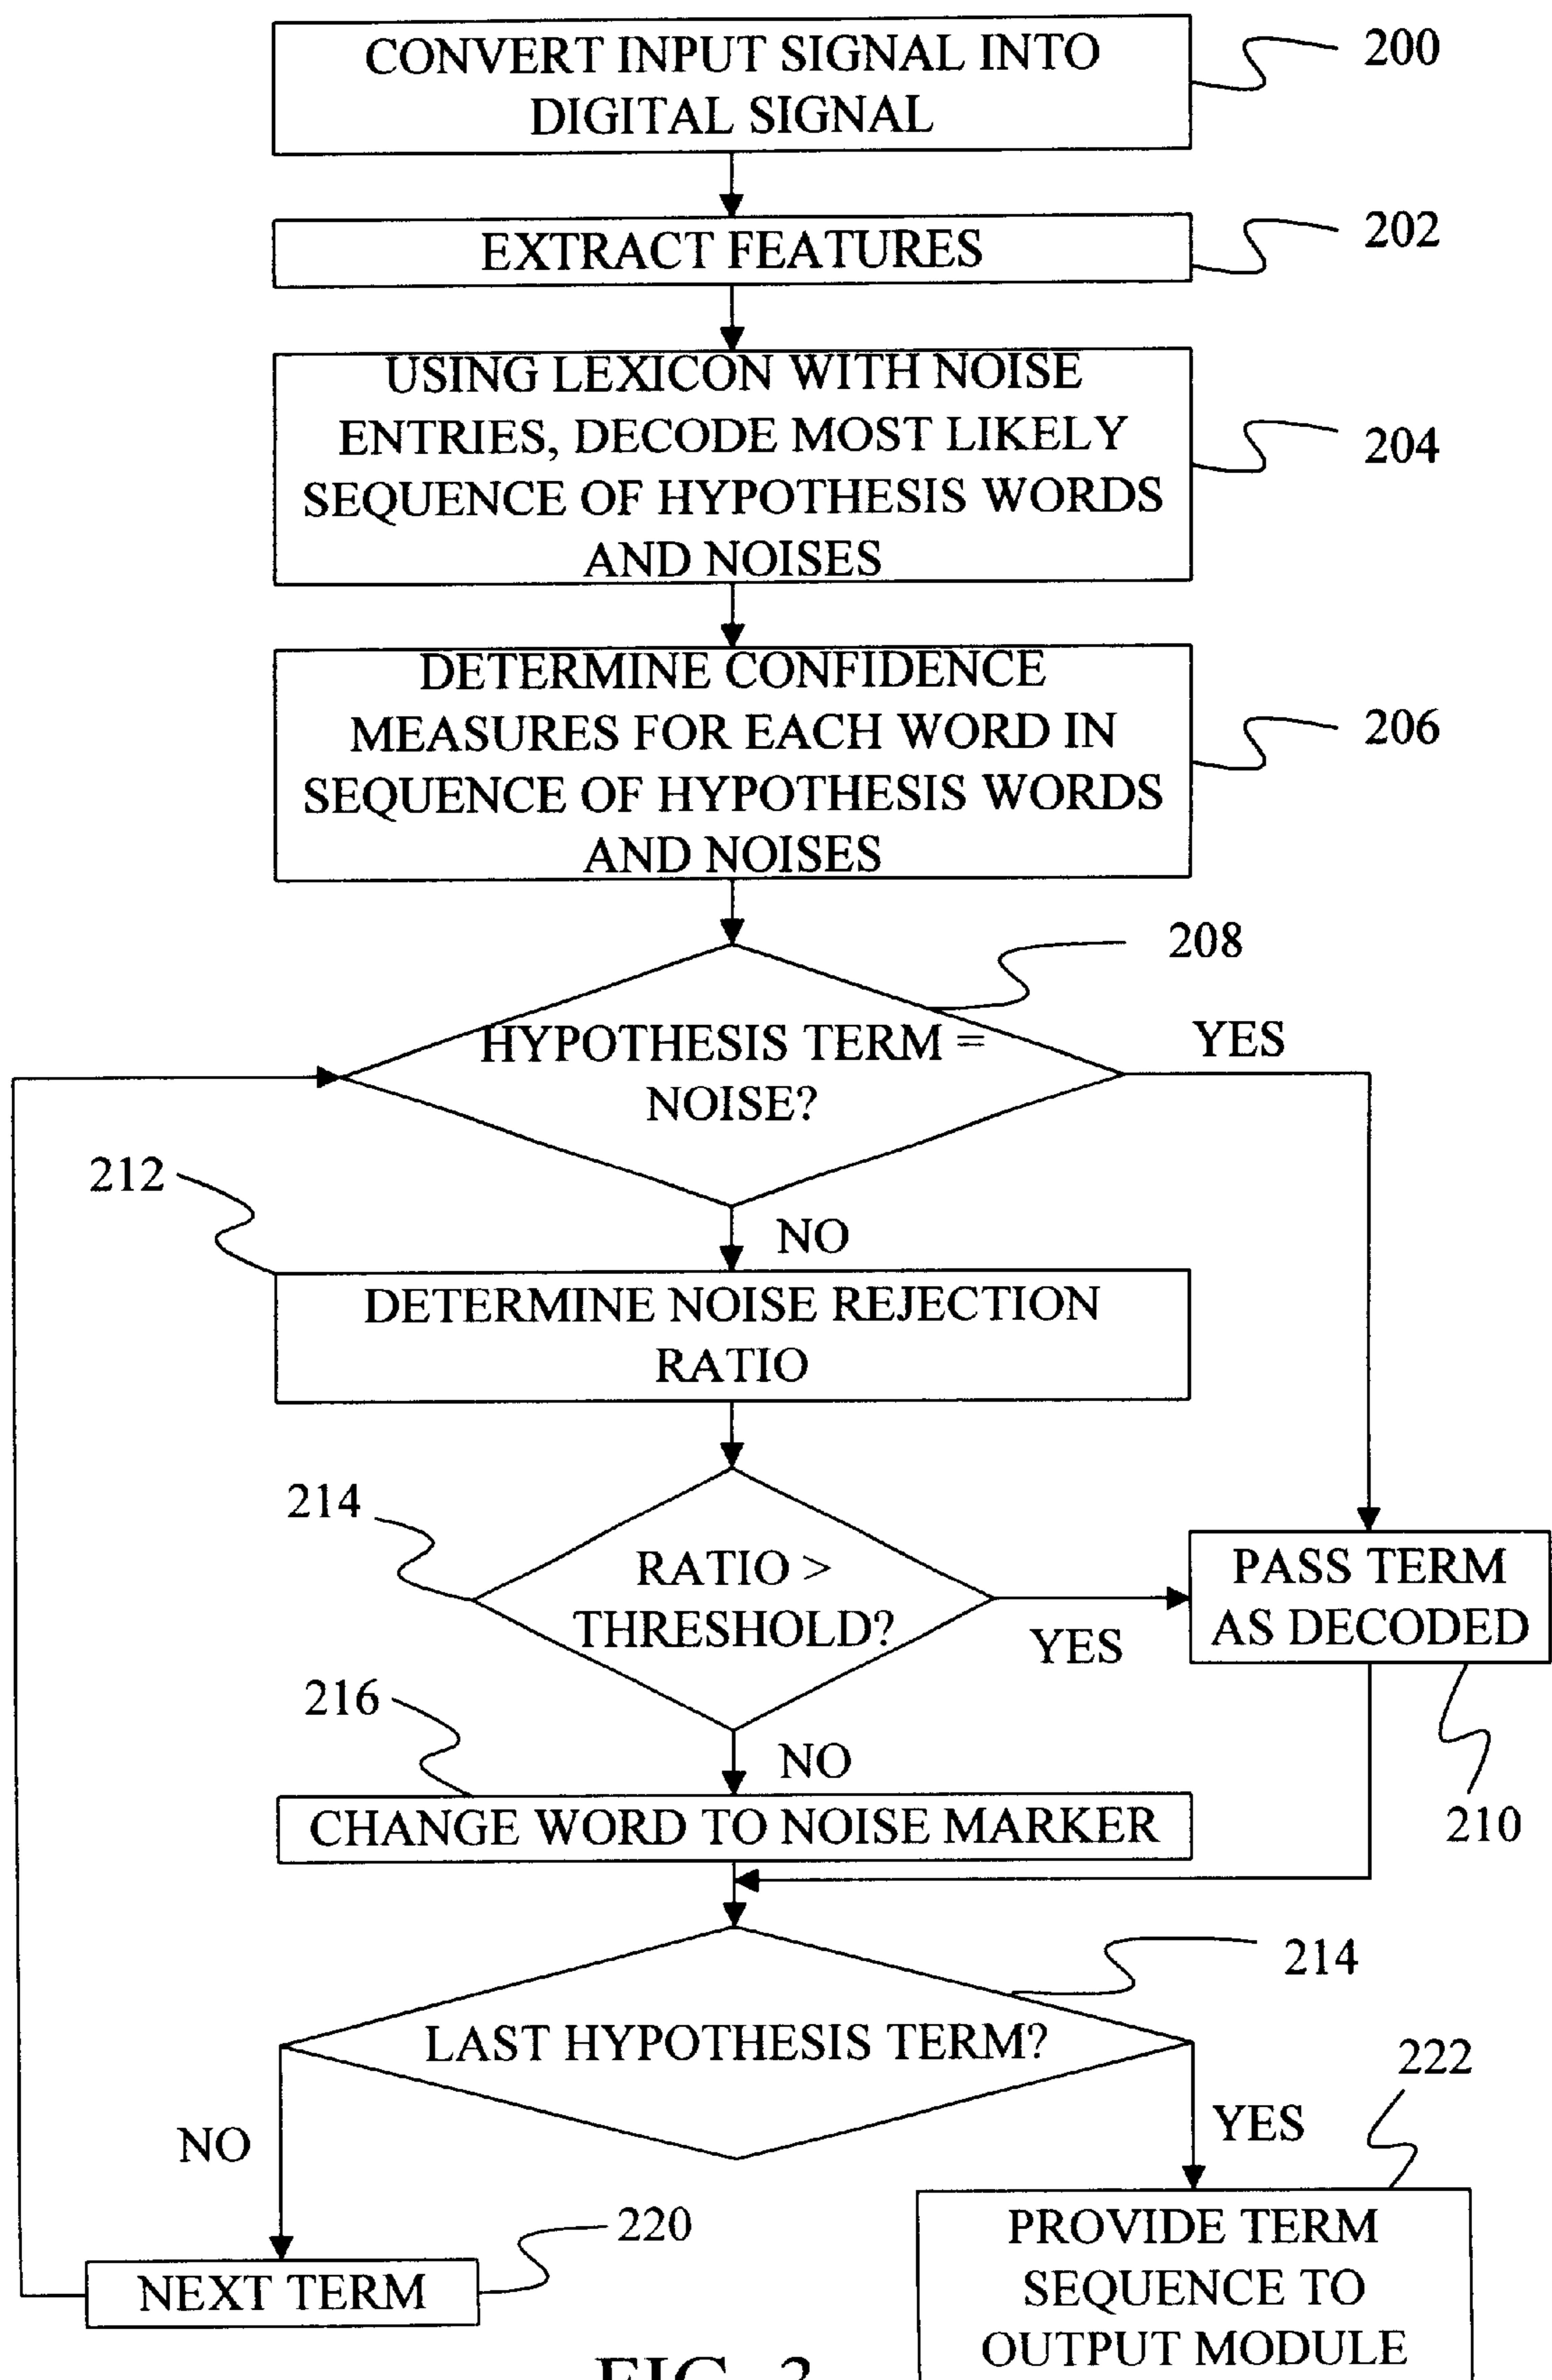 CONVERT INPUT SIGNAL INTO
DIGITAL SIGNAL
200
EXTRACT FEATURES
202
USING LEXICON WITH NOISE
ENTRIES, DECODE MOST LIKELY
SEQUENCE OF HYPOTHESIS WORDS
AND NOISES
204
DETERMINE CONFIDENCE
MEASURES FOR EACH WORD IN
SEQUENCE OF HYPOTHESIS WORDS
AND NOISES
206
208
HYPOTHESIS TERM =
NOISE?
YES
212
NO
DETERMINE NOISE REJECTION
RATIO
214
RATIO >
THRESHOLD?
YES
PASS TERM
AS DECODED
216
NO
210
CHANGE WORD TO NOISE MARKER
214
LAST HYPOTHESIS TERM?
222
NO
YES
220
NEXT TERM
PROVIDE TERM
SEQUENCE TO
OUTPUT MODULE
FIG. 3